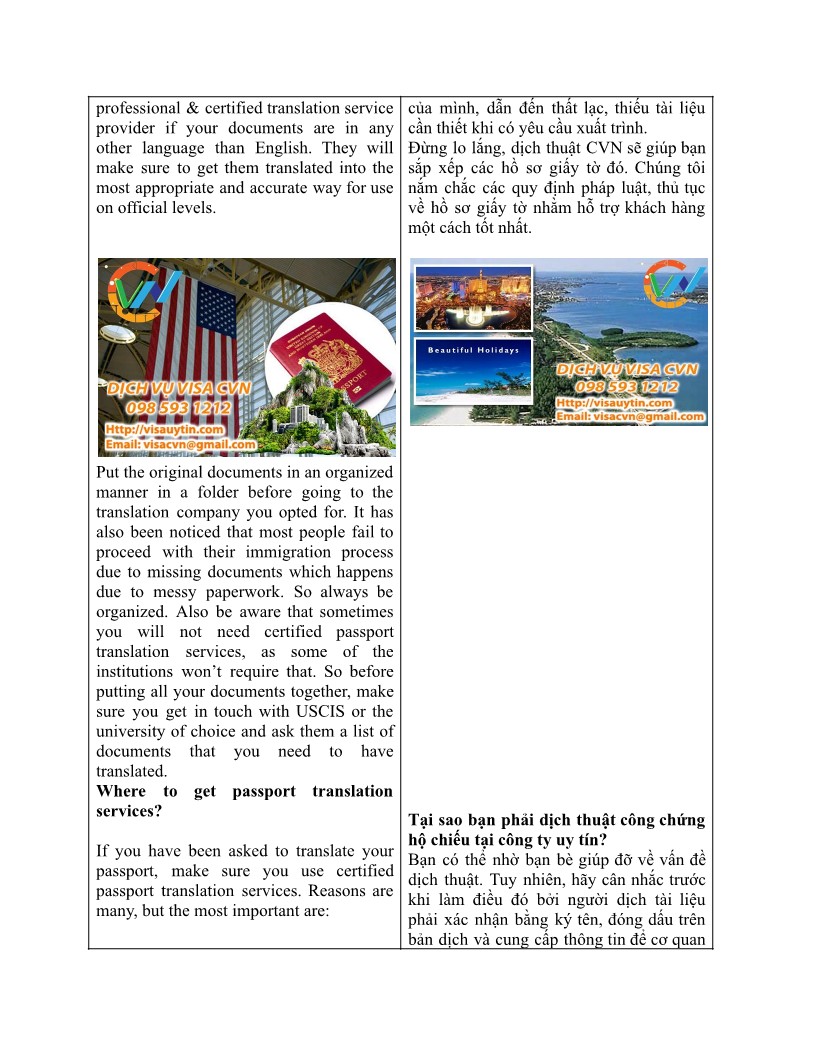 professional & certified translation service
provider if your documents are in any
other language than English. They will
make sure to get them translated into the
most appropriate and accurate way for use
on official levels.
DỊCH VỤ VISA CVN
098 593 1212
Http://visauytin.com
Email: visacvn@gmail.com
Put the original documents in an organized
manner in a folder before going to the
translation company you opted for. It has
also been noticed that most people fail to
proceed with their immigration process
due to missing documents which happens
due to messy paperwork. So always be
organized. Also be aware that sometimes
you will not need certified passport
translation services, as some of the
institutions won’t require that. So before
putting all your documents together, make
sure you get in touch with USCIS or the
university of choice and ask them a list of
documents that you need to have
translated.
Where to get passport translation
services?
If you have been asked to translate your
passport, make sure you use certified
passport translation services. Reasons are
many, but the most important are:
của mình, dẫn đến thất lạc, thiếu tài liệu
cần thiết khi có yêu cầu xuất trình.
Đừng lo lắng, dịch thuật CVN sẽ giúp bạn
sắp xếp các hồ sơ giấy tờ đó. Chúng tôi
nắm chắc các quy định pháp luật, thủ tục
về hồ sơ giấy tờ nhằm hỗ trợ khách hàng
một cách tốt nhất.
Beautiful Holidays
DỊCH VỤ VISA CVN
098 593 1212
Http://visauytin.com
Email: visacvn@gmail.com
Tại sao bạn phải dịch thuật công chứng
hộ chiếu tại công ty uy tín?
Bạn có thể nhờ bạn bè giúp đỡ về vấn đề
dịch thuật. Tuy nhiên, hãy cân nhắc trước
khi làm điều đó bởi người dịch tài liệu
phải xác nhận bằng ký tên, đóng dấu trên
bản dịch và cung cấp thông tin để cơ quan